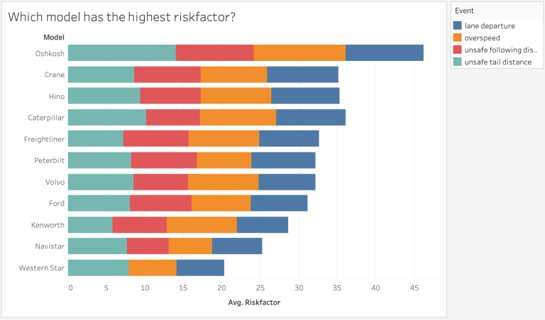 Which model has the highest riskfactor?
Model
Oshkosh
Crane
Hino
Caterpillar
Freightliner
Peterbilt
Volvo
Ford
Kenworth
Navistar
Western Star
0 5 10 15 20 25 30 35 40 45
Avg. Riskfactor
Event
lane departure
overspeed
unsafe following dis..
unsafe tail distance